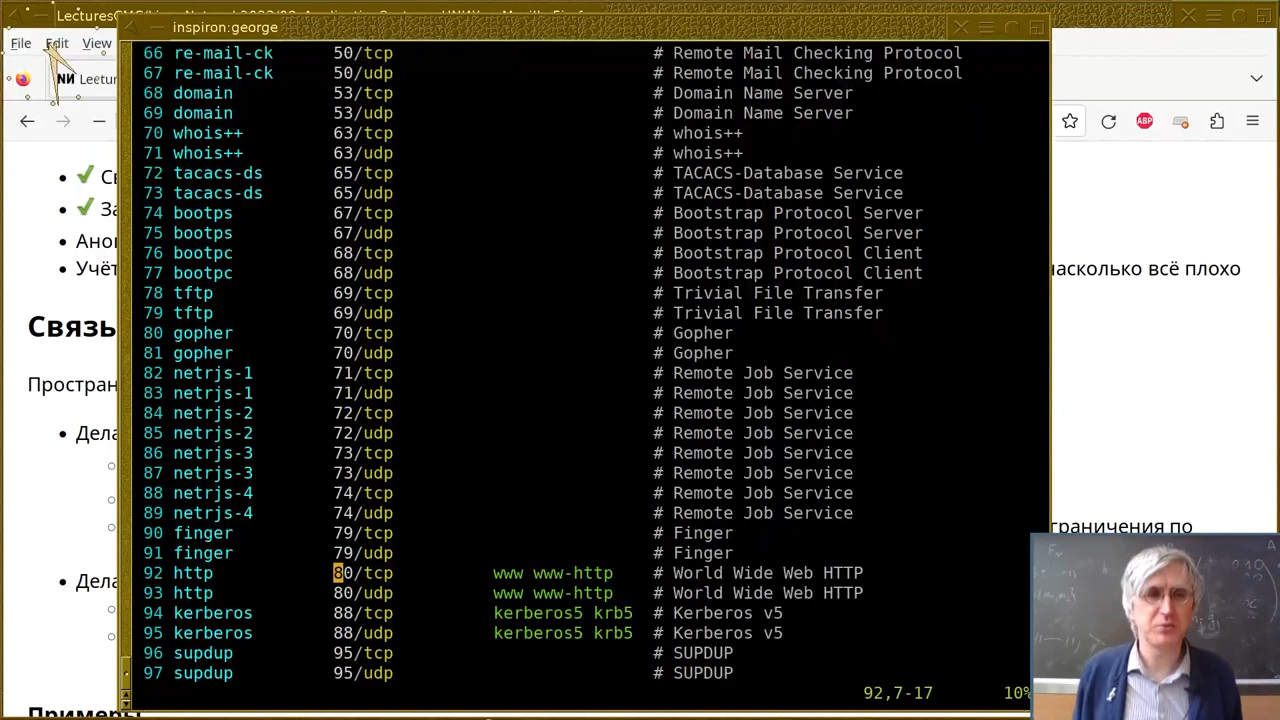 LecturesCMC/LinuxNetwork2023/08_ApplicationSystem - UNIXy - Mozilla Firefox
inspiron:george
File Edit View
66 re-mail-ck 50/tcp # Remote Mail Checking Protocol
67 re-mail-ck 50/udp # Remote Mail Checking Protocol
68 domain 53/tcp # Domain Name Server
69 domain 53/udp # Domain Name Server
70 whois++ 63/tcp # whois++
71 whois++ 63/udp # whois++
72 tacacs-ds 65/tcp # TACACS-Database Service
73 tacacs-ds 65/udp # TACACS-Database Service
74 bootps 67/tcp # Bootstrap Protocol Server
75 bootps 67/udp # Bootstrap Protocol Server
76 bootpc 68/tcp # Bootstrap Protocol Client
77 bootpc 68/udp # Bootstrap Protocol Client
78 tftp 69/tcp # Trivial File Transfer
79 tftp 69/udp # Trivial File Transfer
80 gopher 70/tcp # Gopher
81 gopher 70/udp # Gopher
82 netrjs-1 71/tcp # Remote Job Service
83 netrjs-1 71/udp # Remote Job Service
84 netrjs-2 72/tcp # Remote Job Service
85 netrjs-2 72/udp # Remote Job Service
86 netrjs-3 73/tcp # Remote Job Service
87 netrjs-3 73/udp # Remote Job Service
88 netrjs-4 74/tcp # Remote Job Service
89 netrjs-4 74/udp # Remote Job Service
90 finger 79/tcp # Finger
91 finger 79/udp # Finger
92 http 80/tcp www www-http # World Wide Web HTTP
93 http 80/udp www www-http # World Wide Web HTTP
94 kerberos 88/tcp kerberos5 krb5 # Kerberos v5
95 kerberos 88/udp kerberos5 krb5 # Kerberos v5
96 supdup 95/tcp # SUPDUP
97 supdup 95/udp # SUPDUP
92,7-17 10%
Lectur
ABP
Св
За
Анон
Учёт
насколько всё плохо
Связь
Простран
Дела
граничения по
Дела
Примеры